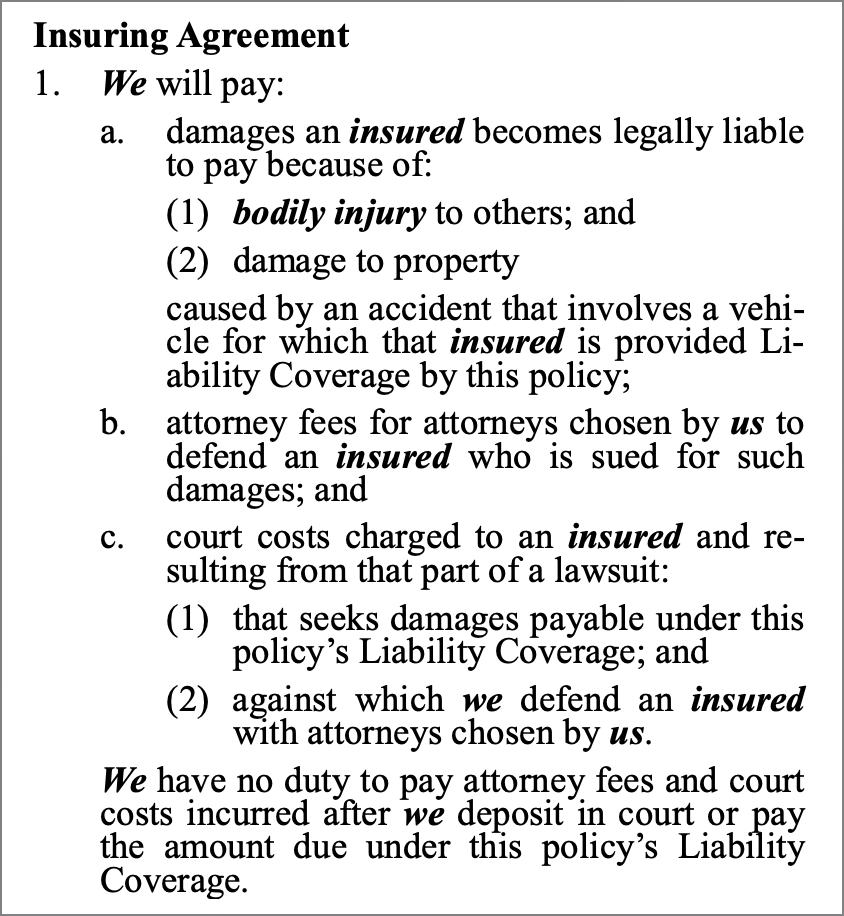 Insuring Agreement
1. We will pay:
a. damages an insured becomes legally liable
to pay because of:
(1) bodily injury to others; and
(2) damage to property
caused by an accident that involves a vehi-
cle for which that insured is provided Li-
ability Coverage by this policy;
b. attorney fees for attorneys chosen by us to
defend an insured who is sued for such
damages; and
c. court costs charged to an insured and re-
sulting from that part of a lawsuit:
(1) that seeks damages payable under this
policy’s Liability Coverage; and
(2) against which we defend an insured
with attorneys chosen by us.
We have no duty to pay attorney fees and court
costs incurred after we deposit in court or pay
the amount due under this policy’s Liability
Coverage.